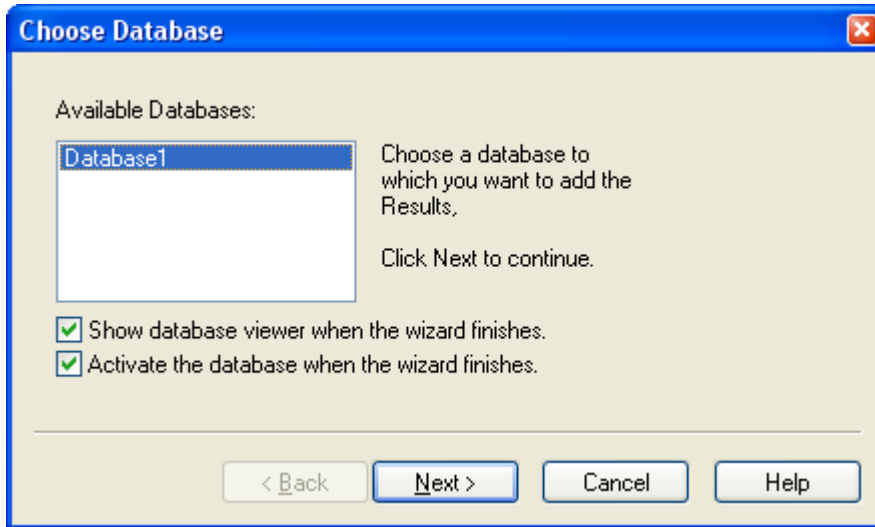 Choose Database
Available Databases:
Database1
Choose a database to
which you want to add the
Results,
Click Next to continue.
Show database viewer when the wizard finishes.
Activate the database when the wizard finishes.
< Back
Next >
Cancel
Help